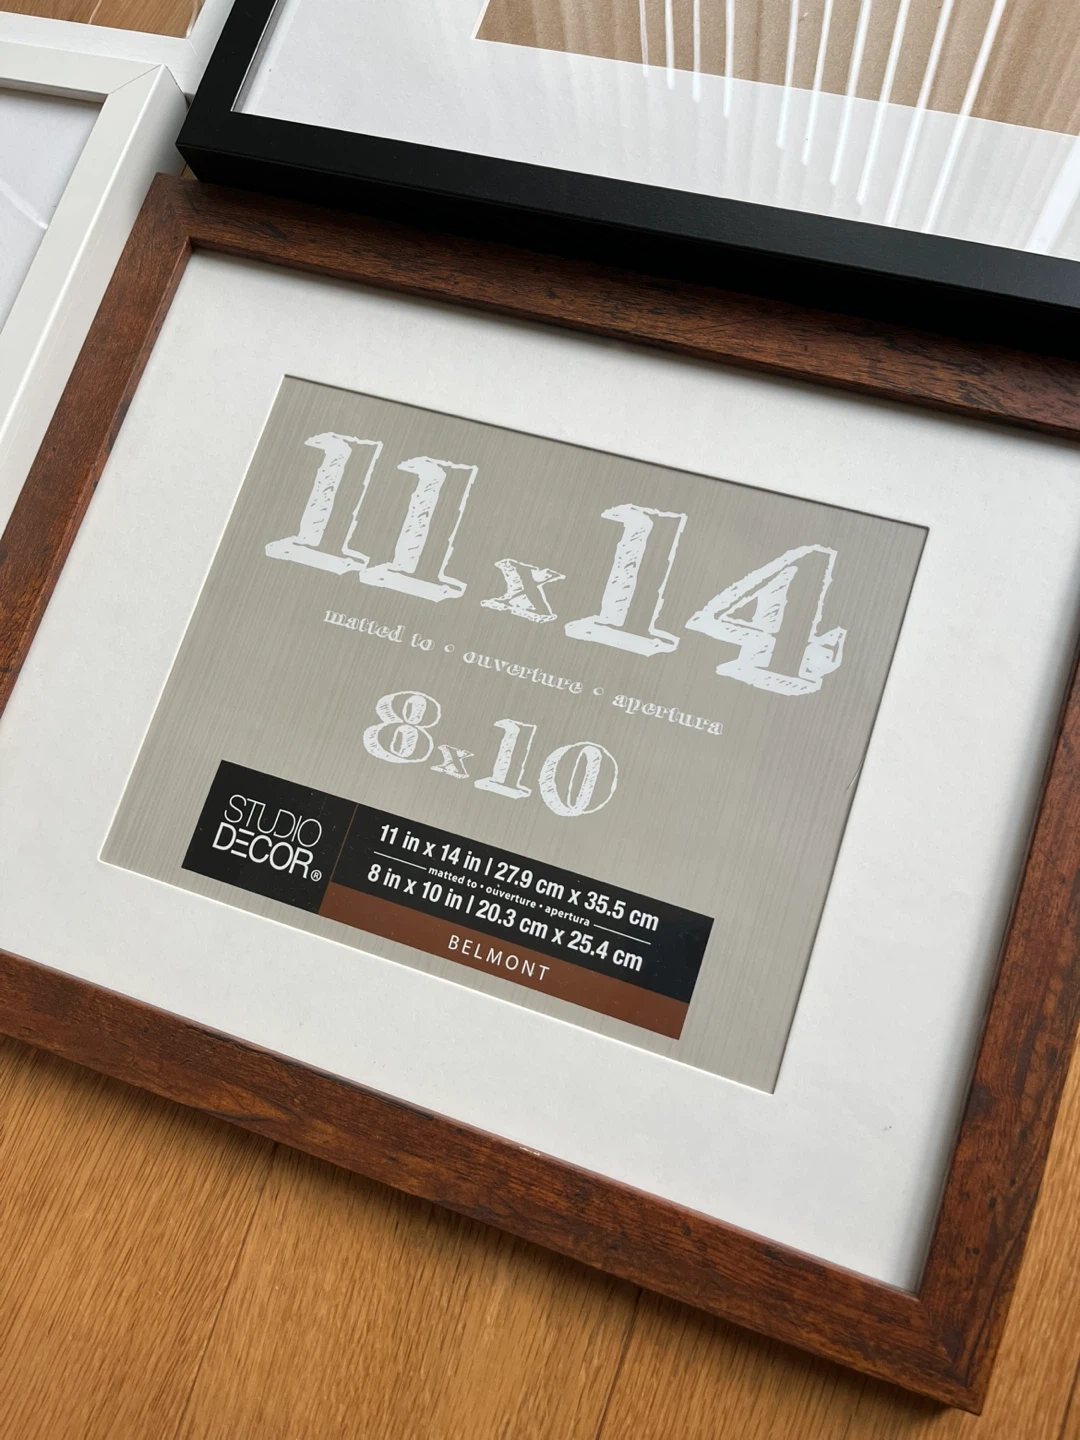 11x14
matted to • ouverture • apertura
8x10
STUDIO
DECOR®
11 in x 14 in | 27.9 cm x 35.5 cm
matted to • ouverture • apertura
8 in x 10 in | 20.3 cm x 25.4 cm
BELMONT